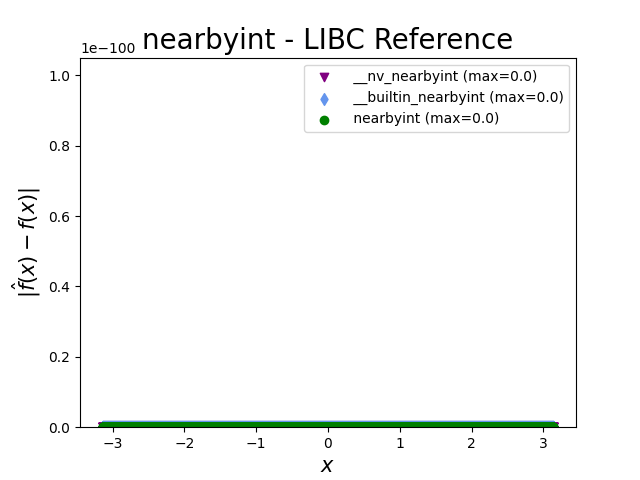 nearbyint - LIBC Reference
1e−100
__nv_nearbyint (max=0.0)
__builtin_nearbyint (max=0.0)
nearbyint (max=0.0)
1.0
0.8
0.6
0.4
0.2
0.0
|f̂(x) − f(x)|
−3 −2 −1 0 1 2 3
x